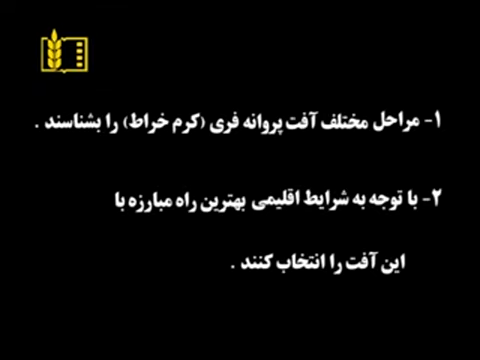 ۱- مراحل مختلف آفت پروانه فری (کرم خراط) را بشناسند .
۲- با توجه به شرایط اقلیمی بهترین راه مبارزه با
این آفت را انتخاب کنند .